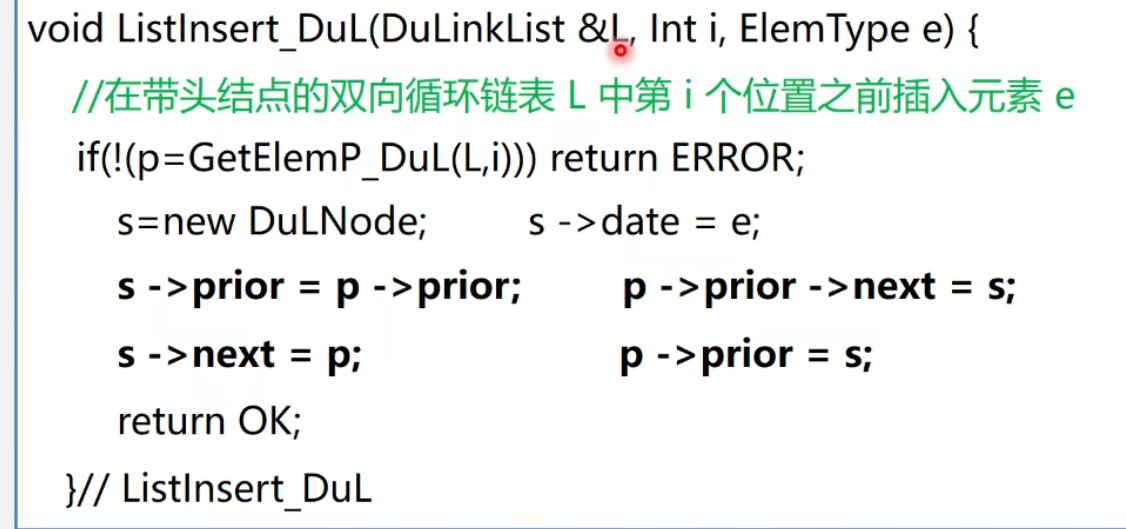 void ListInsert_DuL(DuLinkList &L, Int i, ElemType e) {
//在带头结点的双向循环链表 L 中第 i 个位置之前插入元素 e
if(!(p=GetElemP_DuL(L,i))) return ERROR;
s=new DuLNode; s ->date = e;
s ->prior = p ->prior; p ->prior ->next = s;
s ->next = p; p ->prior = s;
return OK;
}// ListInsert_DuL